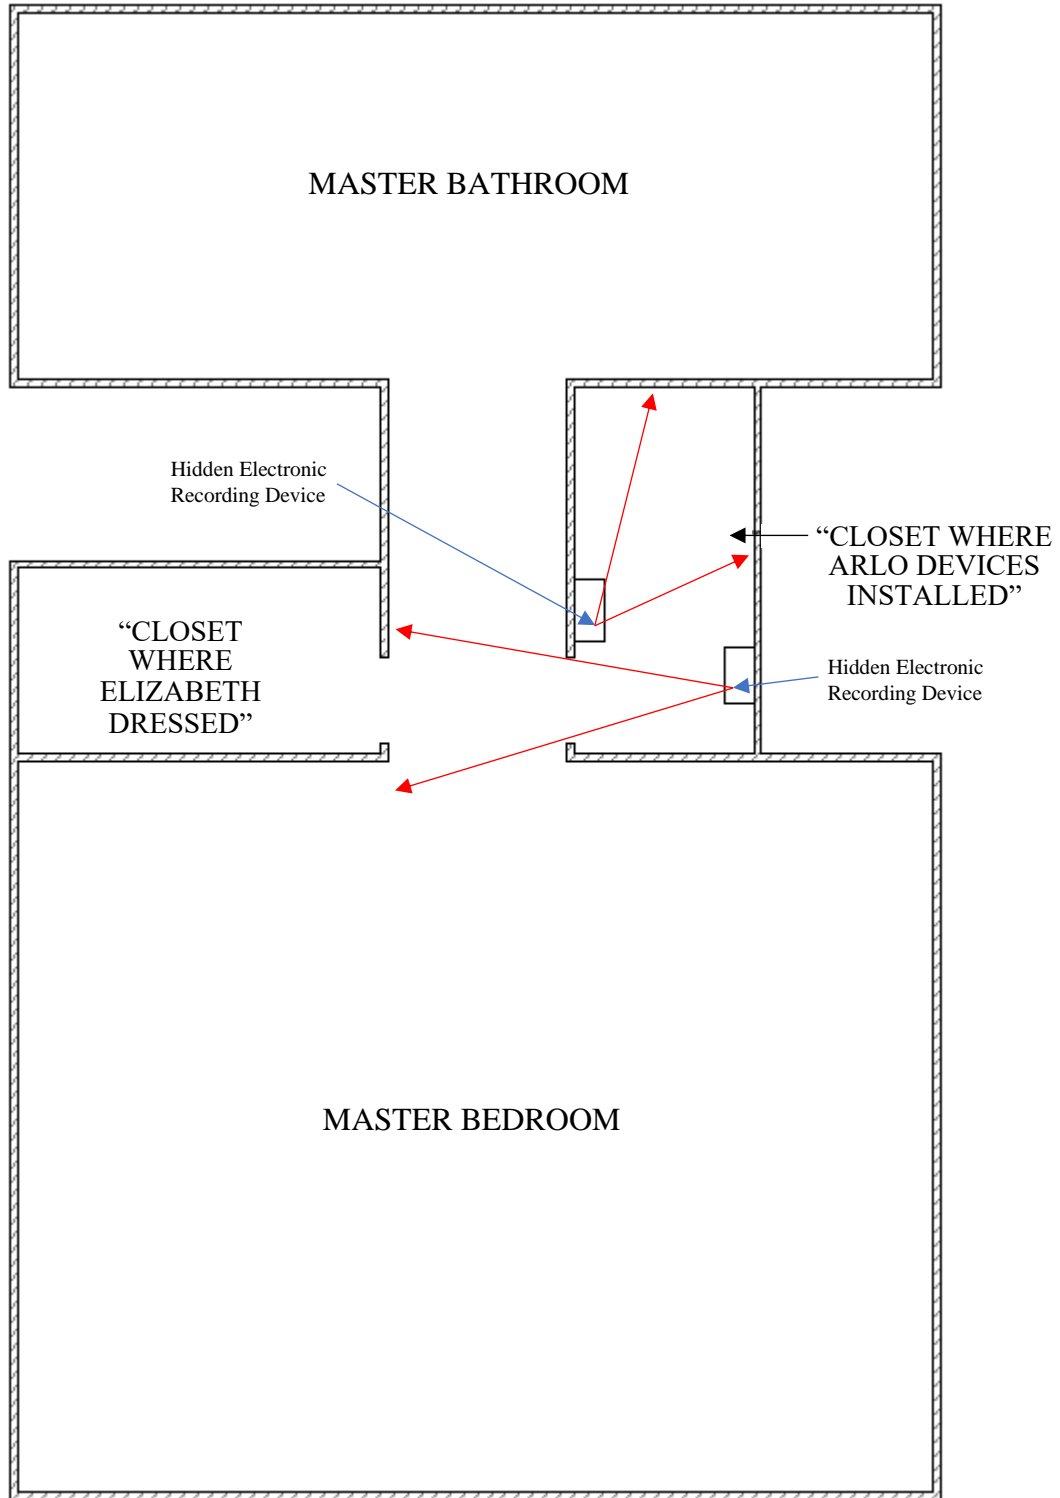 MASTER BATHROOM
Hidden Electronic
Recording Device
“CLOSET WHERE
ARLO DEVICES
INSTALLED”
“CLOSET
WHERE
ELIZABETH
DRESSED”
Hidden Electronic
Recording Device
MASTER BEDROOM